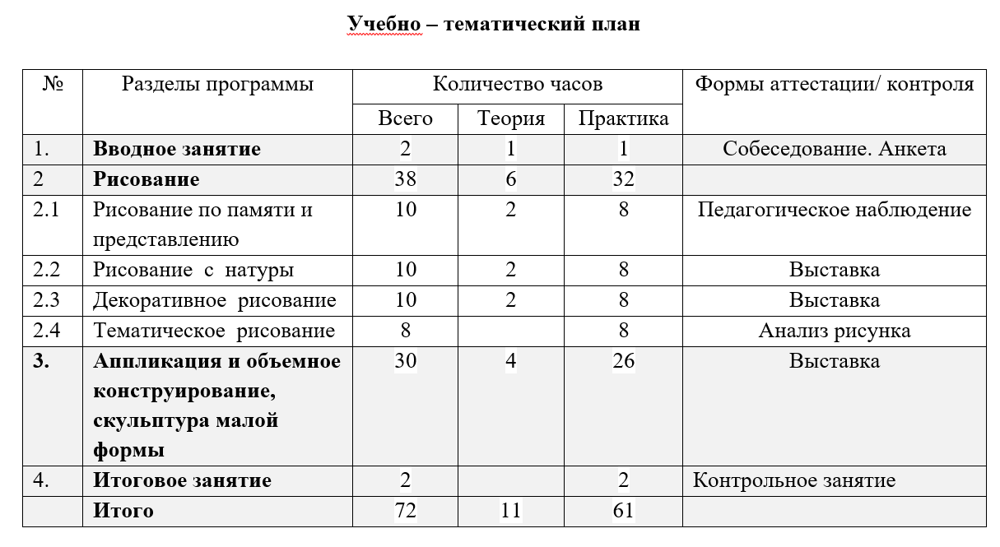 Учебно – тематический план
№ Разделы программы Количество часов Формы аттестации/ контроля
Всего Теория Практика
1. Вводное занятие 2 1 1 Собеседование. Анкета
2 Рисование 38 6 32
2.1 Рисование по памяти и 10 2 8 Педагогическое наблюдение
представлению
2.2 Рисование с натуры 10 2 8 Выставка
2.3 Декоративное рисование 10 2 8 Выставка
2.4 Тематическое рисование 8 8 Анализ рисунка
3. Аппликация и объемное 30 4 26 Выставка
конструирование,
скульптура малой
формы
4. Итоговое занятие 2 2 Контрольное занятие
Итого 72 11 61